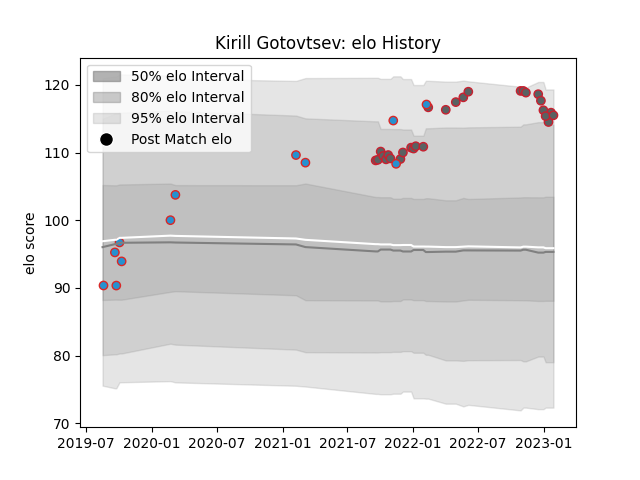 Kirill Gotovtsev: elo History
50% elo Interval
80% elo Interval
95% elo Interval
Post Match elo
elo score
120
110
100
90
80
70
2019-07
2020-01
2020-07
2021-01
2021-07
2022-01
2022-07
2023-01